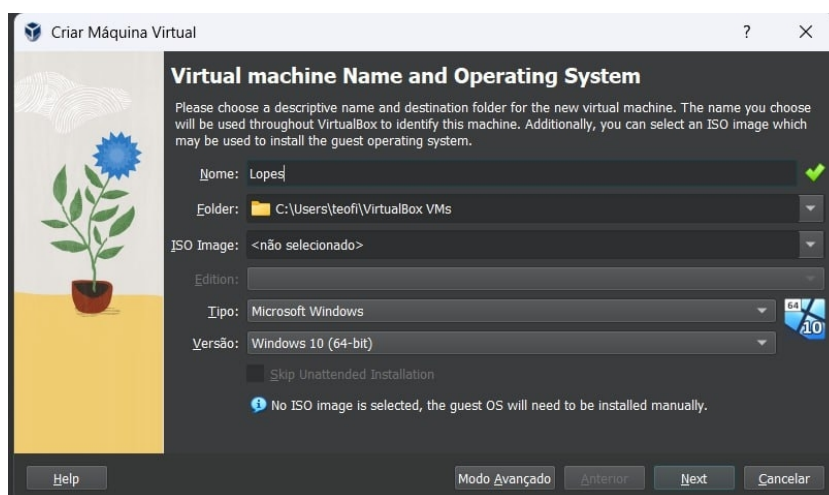 Criar Máquina Virtual
?
Virtual machine Name and Operating System
Please choose a descriptive name and destination folder for the new virtual machine. The name you choose
will be used throughout VirtualBox to identify this machine. Additionally, you can select an ISO image which
may be used to install the guest operating system.
Nome: Lopes
Folder: C:\Users\teofi\VirtualBox VMs
ISO Image: <não selecionado>
Edition:
Tipo: Microsoft Windows
64
10
Versão: Windows 10 (64-bit)
Skip Unattended Installation
No ISO image is selected, the guest OS will need to be installed manually.
Help Modo Avançado Anterior Next Cancelar